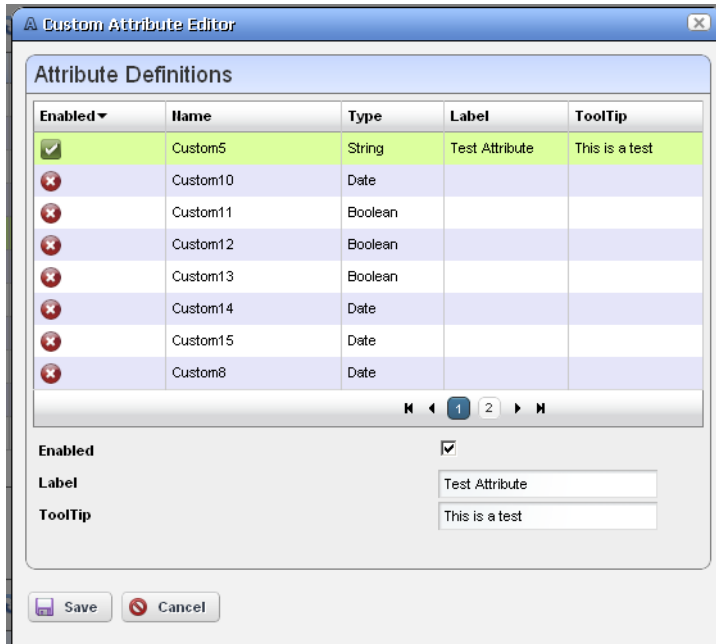 A Custom Attribute Editor
Attribute Definitions
Enabled Name Type Label ToolTip
Custom5 String Test Attribute This is a test
Custom10 Date
Custom11 Boolean
Custom12 Boolean
Custom13 Boolean
Custom14 Date
Custom15 Date
Custom8 Date
1 2
Enabled
Label Test Attribute
ToolTip This is a test
Save Cancel